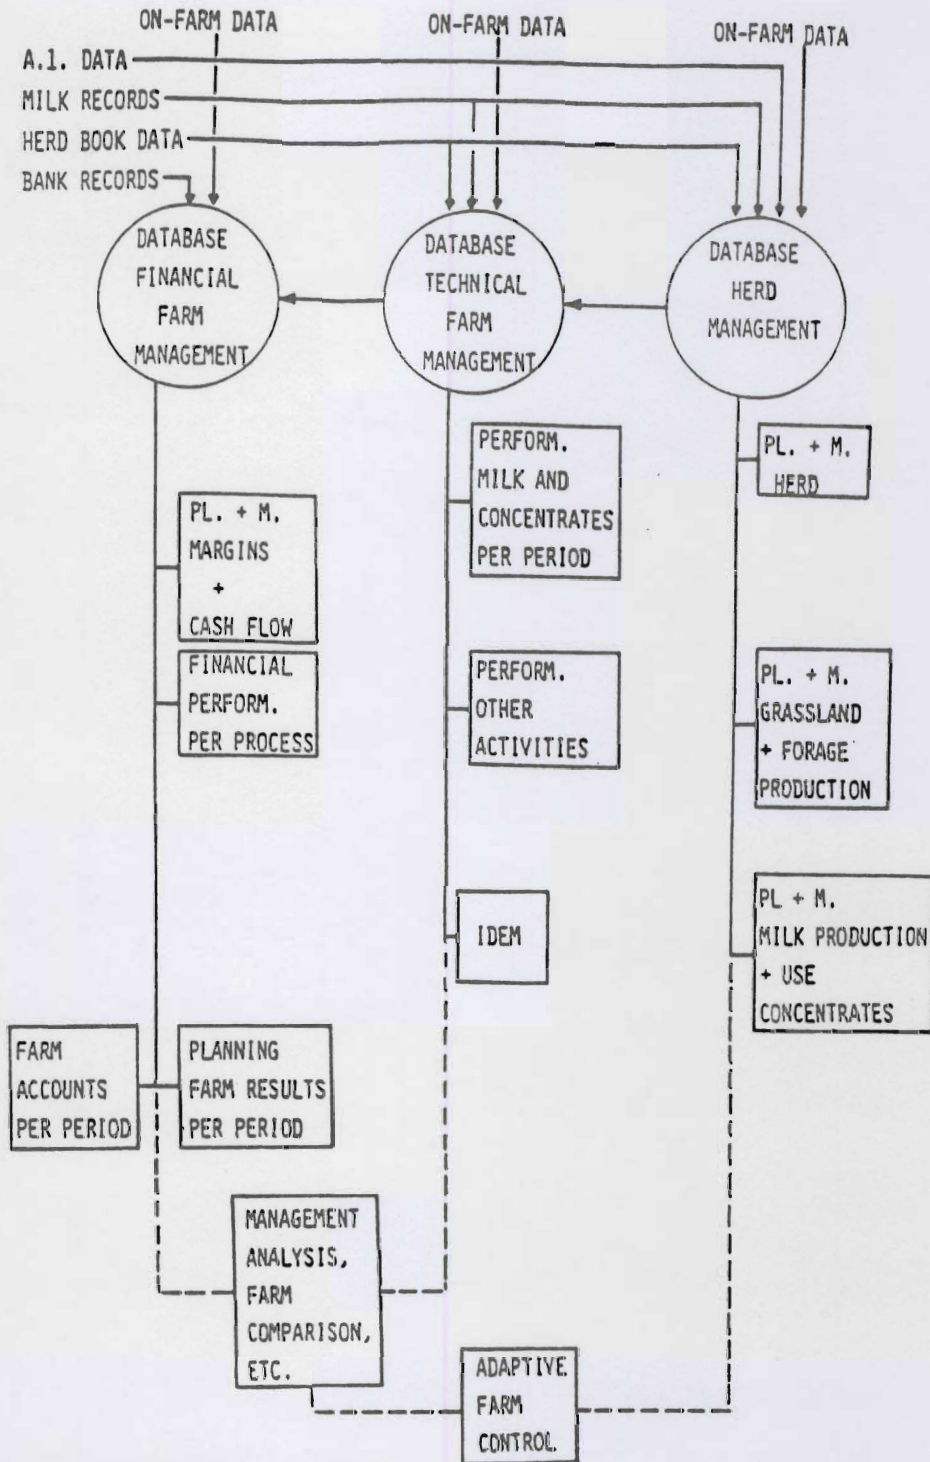 ON-FARM DATA
ON-FARM DATA
ON-FARM DATA
A.I. DATA
MILK RECORDS
HERD BOOK DATA
BANK RECORDS
DATABASE
FINANCIAL
FARM
MANAGEMENT
DATABASE
TECHNICAL
FARM
MANAGEMENT
DATABASE
HERD
MANAGEMENT
PL. + M.
MARGINS
+
CASH FLOW
FINANCIAL
PERFORM.
PER PROCESS
PERFORM.
MILK AND
CONCENTRATES
PER PERIOD
PERFORM.
OTHER
ACTIVITIES
IDEM
PL. + M.
HERD
PL. + M.
GRASSLAND
+ FORAGE
PRODUCTION
PL + M.
MILK PRODUCTION
+ USE
CONCENTRATES
FARM
ACCOUNTS
PER PERIOD
PLANNING
FARM RESULTS
PER PERIOD
MANAGEMENT
ANALYSIS,
FARM
COMPARISON,
ETC.
ADAPTIVE
FARM
CONTROL.